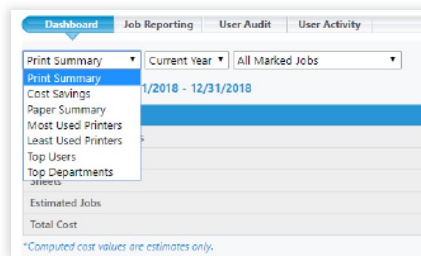 Dashboard Job Reporting User Audit User Activity
Print Summary Current Year All Marked Jobs
Print Summary
Cost Savings
1/2018 - 12/31/2018
Paper Summary
Most Used Printers
Least Used Printers
Top Users
Top Departments
Sheets
Estimated Jobs
Total Cost
*Computed cost values are estimates only.